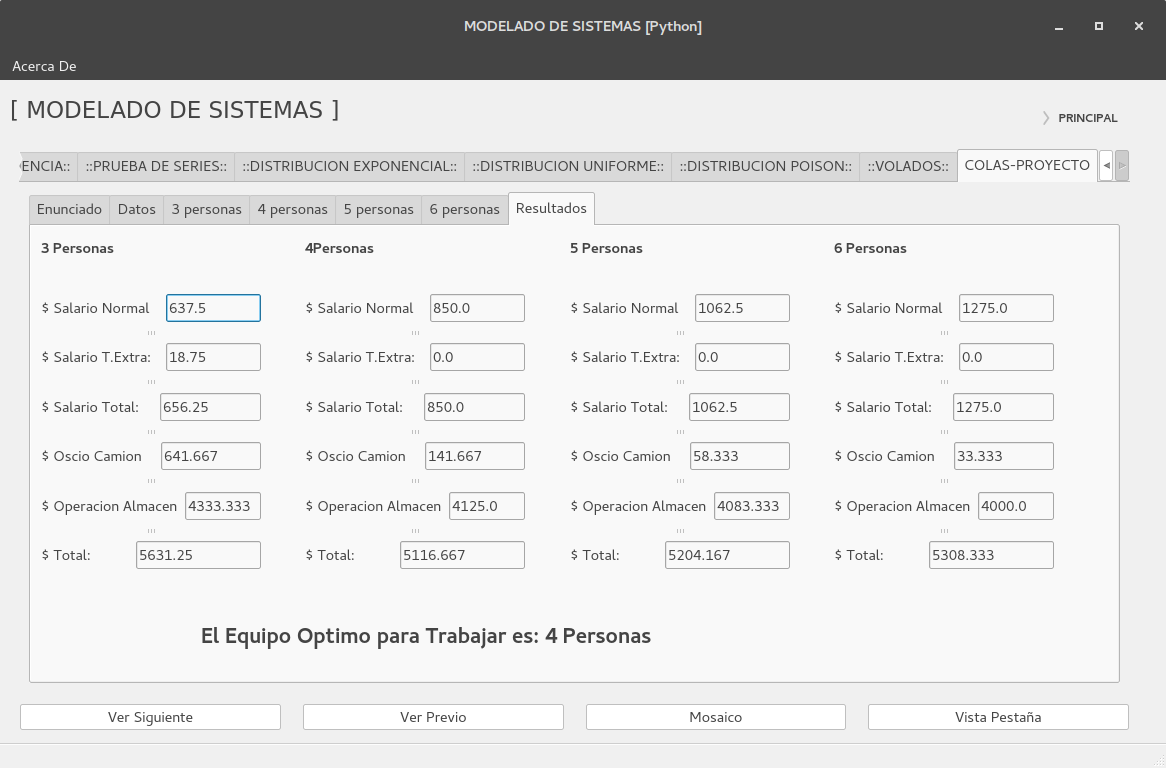 MODELADO DE SISTEMAS [Python]
Acerca De
[ MODELADO DE SISTEMAS ]
PRINCIPAL
ENCIA:: ::PRUEBA DE SERIES:: ::DISTRIBUCION EXPONENCIAL:: ::DISTRIBUCION UNIFORME:: ::DISTRIBUCION POISON:: ::VOLADOS:: COLAS-PROYECTO
Enunciado Datos 3 personas 4 personas 5 personas 6 personas Resultados
3 Personas 4Personas 5 Personas 6 Personas
$ Salario Normal 637.5 $ Salario Normal 850.0 $ Salario Normal 1062.5 $ Salario Normal 1275.0
$ Salario T.Extra: 18.75 $ Salario T.Extra: 0.0 $ Salario T.Extra: 0.0 $ Salario T.Extra: 0.0
$ Salario Total: 656.25 $ Salario Total: 850.0 $ Salario Total: 1062.5 $ Salario Total: 1275.0
$ Oscio Camion 641.667 $ Oscio Camion 141.667 $ Oscio Camion 58.333 $ Oscio Camion 33.333
$ Operacion Almacen 4333.333 $ Operacion Almacen 4125.0 $ Operacion Almacen 4083.333 $ Operacion Almacen 4000.0
$ Total: 5631.25 $ Total: 5116.667 $ Total: 5204.167 $ Total: 5308.333
El Equipo Optimo para Trabajar es: 4 Personas
Ver Siguiente Ver Previo Mosaico Vista Pestaña